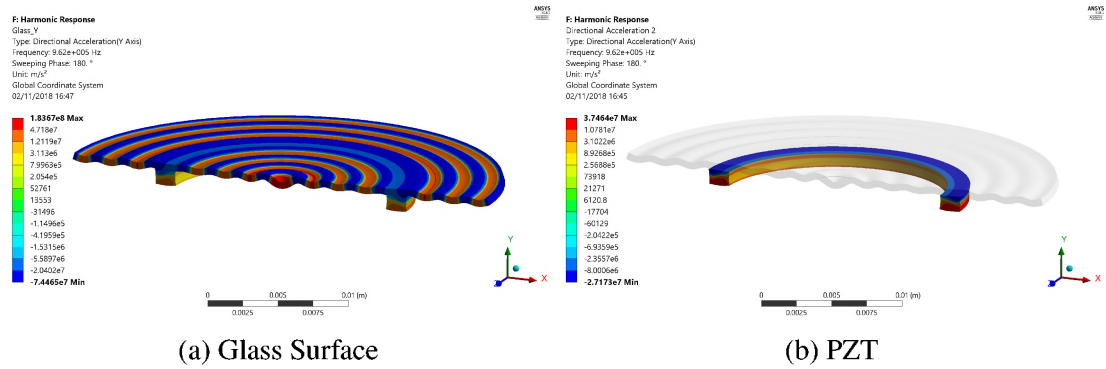 ANSYS
F: Harmonic Response
Glass_Y
Type: Directional Acceleration(Y Axis)
Frequency: 9.62e+005 Hz
Sweeping Phase: 180. °
Unit: m/s²
Global Coordinate System
02/11/2018 16:47
1.8367e8 Max
4.718e7
1.2119e7
3.113e6
7.9963e5
2.054e5
52761
13553
-31496
-1.1496e5
-4.1959e5
-1.5315e6
-5.5897e6
-2.0402e7
-7.4465e7 Min
Y
X
Z
0 0.005 0.01 (m)
0.0025 0.0075
(a) Glass Surface
ANSYS
F: Harmonic Response
Directional Acceleration 2
Type: Directional Acceleration(Y Axis)
Frequency: 9.62e+005 Hz
Sweeping Phase: 180. °
Unit: m/s²
Global Coordinate System
02/11/2018 16:45
3.7464e7 Max
1.0781e7
3.1022e6
8.9268e5
2.5688e5
73918
21271
6120.8
-17704
-60129
-2.0422e5
-6.9359e5
-2.3557e6
-8.0006e6
-2.7173e7 Min
Y
X
Z
0 0.005 0.01 (m)
0.0025 0.0075
(b) PZT